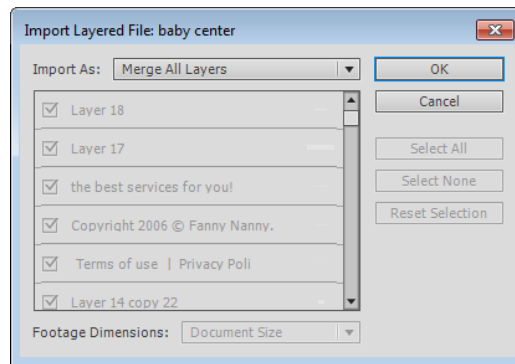 Import Layered File: baby center
Import As: Merge All Layers
OK
Layer 18
Cancel
Layer 17
Select All
the best services for you!
Select None
Copyright 2006 © Fanny Nanny.
Reset Selection
Terms of use | Privacy Poli
Layer 14 copy 22
Footage Dimensions: Document Size